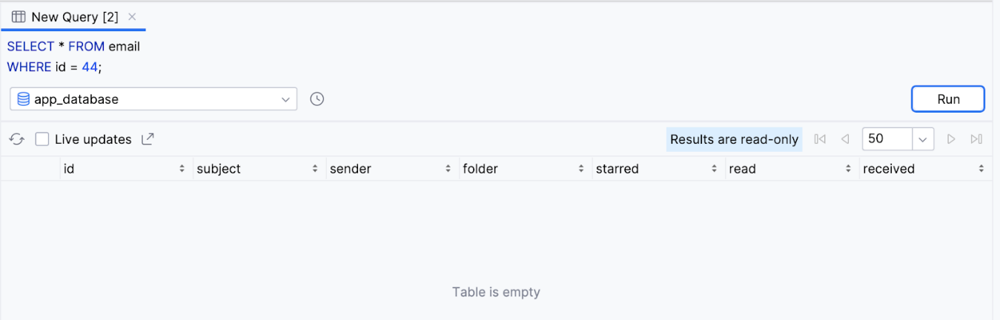 New Query [2]
SELECT * FROM email
WHERE id = 44;
app_database
Run
Live updates
Results are read-only
50
id subject sender folder starred read received
Table is empty